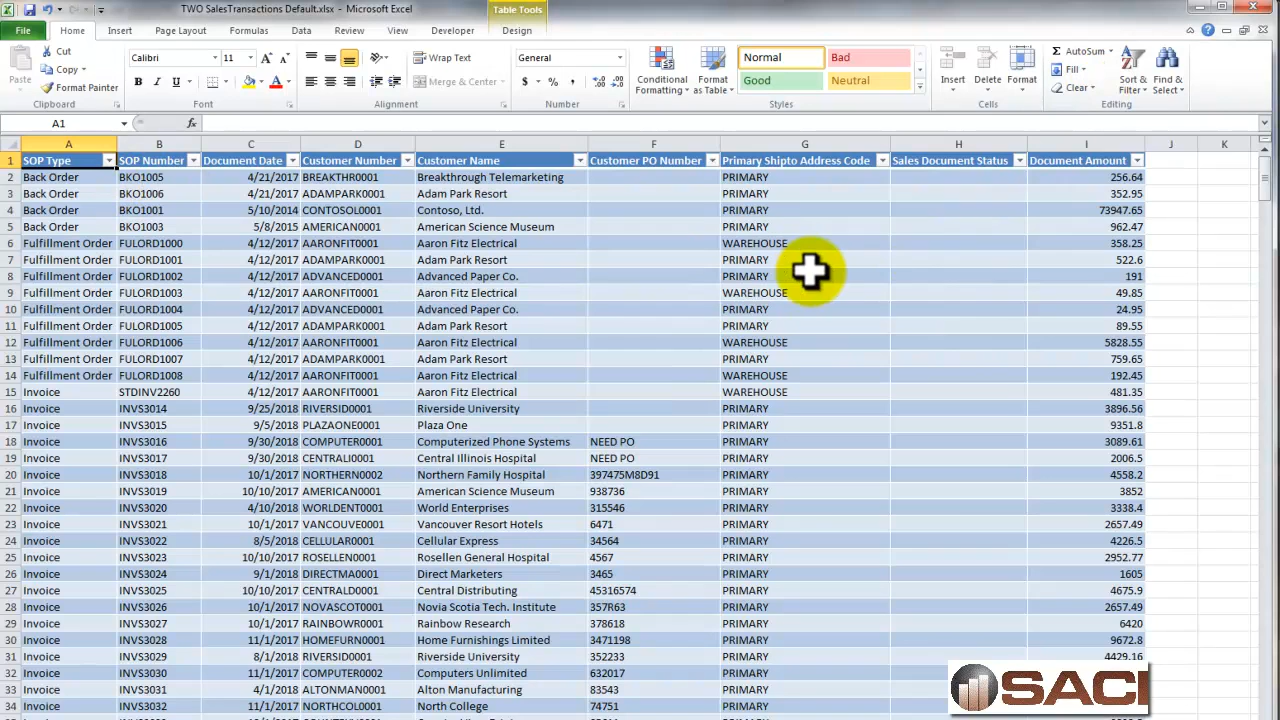 TWO SalesTransactions Default.xlsx - Microsoft Excel
Table Tools
File Home Insert Page Layout Formulas Data Review View Developer Design
Cut
Copy
Format Painter
Paste
Clipboard
Calibri 11
B I U
Font
Wrap Text
Merge & Center
Alignment
General
$ % ,
Number
Conditional Formatting
Format as Table
Normal Bad
Good Neutral
Styles
Insert Delete Format
Cells
AutoSum
Fill
Clear
Sort & Filter
Find & Select
Editing
A1 fx
A B C D E F G H I J K
1 SOP Type SOP Number Document Date Customer Number Customer Name Customer PO Number Primary Shipto Address Code Sales Document Status Document Amount
2 Back Order BKO1005 4/21/2017 BREAKTHR0001 Breakthrough Telemarketing PRIMARY 256.64
3 Back Order BKO1006 4/21/2017 ADAMPARK0001 Adam Park Resort PRIMARY 352.95
4 Back Order BKO1001 5/10/2014 CONTOSOL0001 Contoso, Ltd. PRIMARY 73947.65
5 Back Order BKO1003 5/8/2015 AMERICAN0001 American Science Museum PRIMARY 962.47
6 Fulfillment Order FULORD1000 4/12/2017 AARONFIT0001 Aaron Fitz Electrical WAREHOUSE 358.25
7 Fulfillment Order FULORD1001 4/12/2017 ADAMPARK0001 Adam Park Resort PRIMARY 522.6
8 Fulfillment Order FULORD1002 4/12/2017 ADVANCED0001 Advanced Paper Co. PRIMARY 191
9 Fulfillment Order FULORD1003 4/12/2017 AARONFIT0001 Aaron Fitz Electrical WAREHOUSE 49.85
10 Fulfillment Order FULORD1004 4/12/2017 ADVANCED0001 Advanced Paper Co. PRIMARY 24.95
11 Fulfillment Order FULORD1005 4/12/2017 ADAMPARK0001 Adam Park Resort PRIMARY 89.55
12 Fulfillment Order FULORD1006 4/12/2017 AARONFIT0001 Aaron Fitz Electrical WAREHOUSE 5828.55
13 Fulfillment Order FULORD1007 4/12/2017 ADAMPARK0001 Adam Park Resort PRIMARY 759.65
14 Fulfillment Order FULORD1008 4/12/2017 AARONFIT0001 Aaron Fitz Electrical WAREHOUSE 192.45
15 Invoice STDINV2260 4/12/2017 AARONFIT0001 Aaron Fitz Electrical WAREHOUSE 481.35
16 Invoice INVS3014 9/25/2018 RIVERSID0001 Riverside University PRIMARY 3896.56
17 Invoice INVS3015 9/5/2018 PLAZAONE0001 Plaza One PRIMARY 9351.8
18 Invoice INVS3016 9/30/2018 COMPUTER0001 Computerized Phone Systems NEED PO PRIMARY 3089.61
19 Invoice INVS3017 9/30/2018 CENTRALI0001 Central Illinois Hospital NEED PO PRIMARY 2006.5
20 Invoice INVS3018 10/1/2017 NORTHERN0002 Northern Family Hospital 397475M8D91 PRIMARY 4558.2
21 Invoice INVS3019 10/10/2017 AMERICAN0001 American Science Museum 938736 PRIMARY 3852
22 Invoice INVS3020 4/10/2018 WORLDENT0001 World Enterprises 315546 PRIMARY 3338.4
23 Invoice INVS3021 10/1/2017 VANCOUVE0001 Vancouver Resort Hotels 6471 PRIMARY 2657.49
24 Invoice INVS3022 8/5/2018 CELLULAR0001 Cellular Express 34564 PRIMARY 4226.5
25 Invoice INVS3023 10/10/2017 ROSELLEN0001 Rosellen General Hospital 4567 PRIMARY 2952.77
26 Invoice INVS3024 9/1/2018 DIRECTMA0001 Direct Marketers 3465 PRIMARY 1605
27 Invoice INVS3025 10/10/2017 CENTRALD0001 Central Distributing 45316574 PRIMARY 4675.9
28 Invoice INVS3026 10/1/2017 NOVASCOT0001 Novia Scotia Tech. Institute 357R63 PRIMARY 2657.49
29 Invoice INVS3027 10/1/2017 RAINBOWR0001 Rainbow Research 378618 PRIMARY 6420
30 Invoice INVS3028 11/1/2017 HOMEFURN0001 Home Furnishings Limited 3471198 PRIMARY 9672.8
31 Invoice INVS3029 8/1/2018 RIVERSID0001 Riverside University 352233 PRIMARY 4429.16
32 Invoice INVS3030 11/1/2017 COMPUTER0002 Computers Unlimited 632017 PRIMARY
33 Invoice INVS3031 4/1/2018 ALTONMAN0001 Alton Manufacturing 83543 PRIMARY
34 Invoice INVS3032 11/1/2017 NORTHCOL0001 North College 74751 PRIMARY
SACI